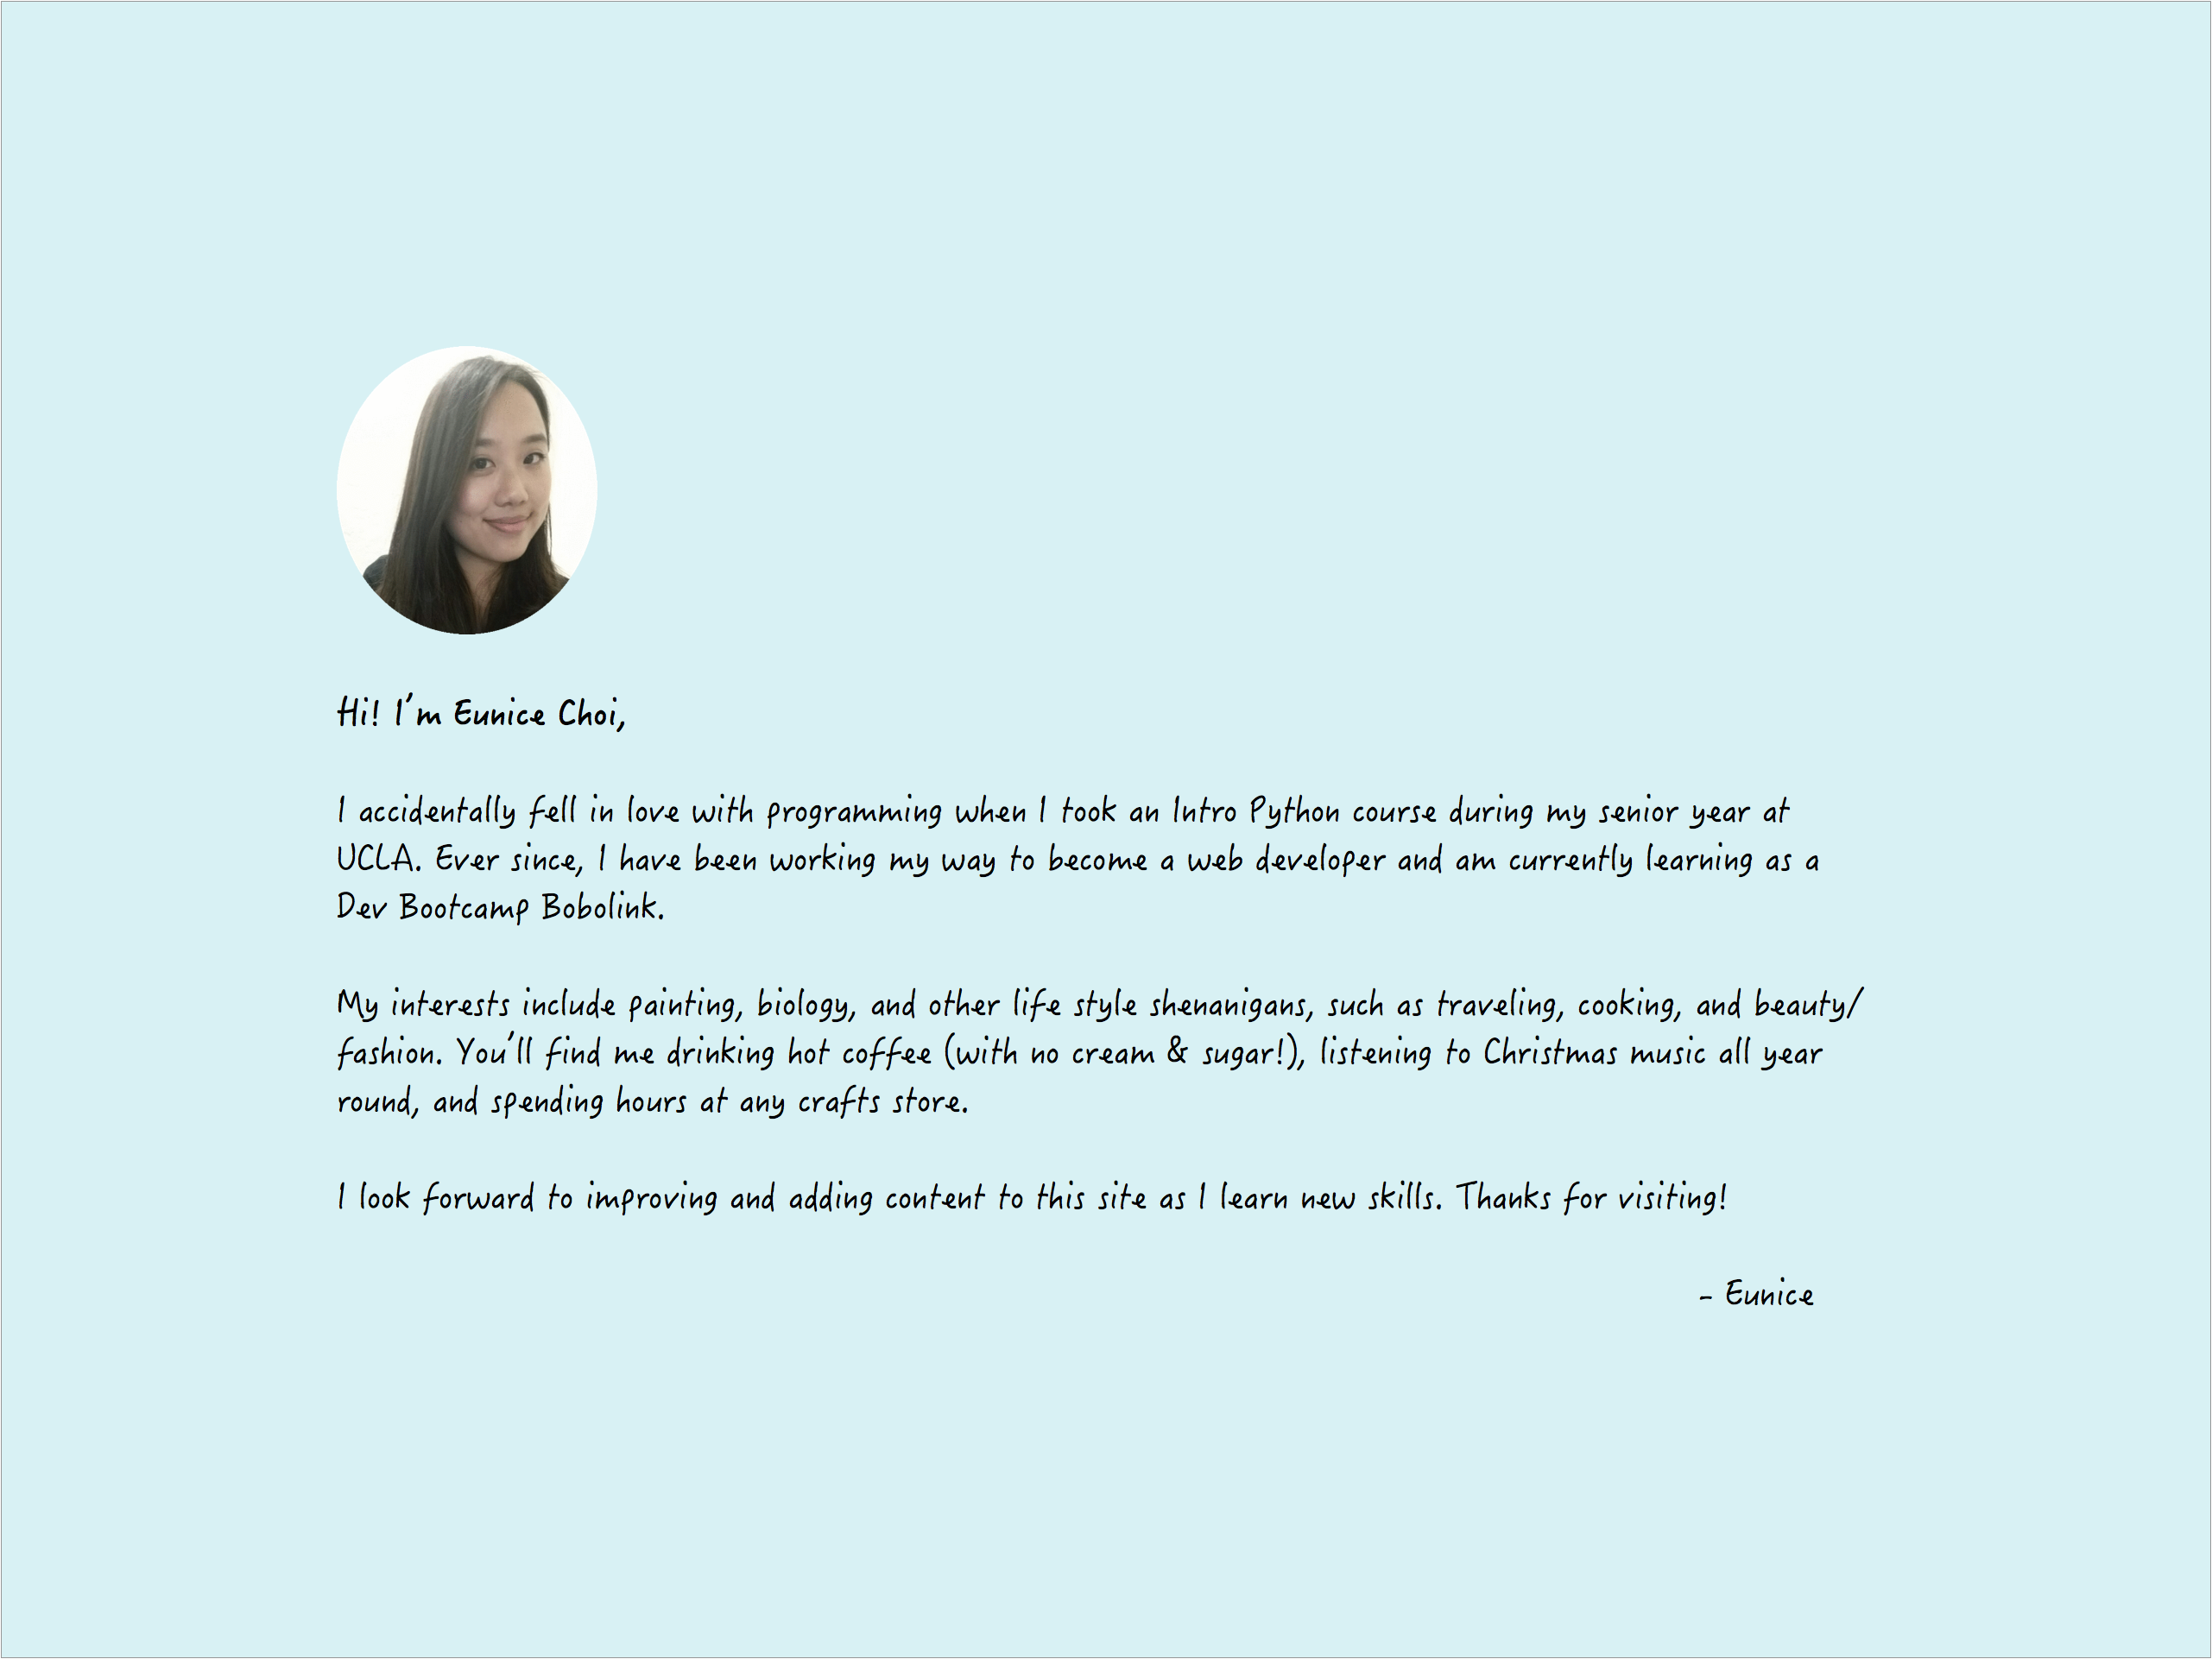 Hi! I'm Eunice Choi,
I accidentally fell in love with programming when I took an Intro Python course during my senior year at
UCLA. Ever since, I have been working my way to become a web developer and am currently learning as a
Dev Bootcamp Bobolink.
My interests include painting, biology, and other life style shenanigans, such as traveling, cooking, and beauty/
fashion. You'll find me drinking hot coffee (with no cream & sugar!), listening to Christmas music all year
round, and spending hours at any crafts store.
I look forward to improving and adding content to this site as I learn new skills. Thanks for visiting!
- Eunice